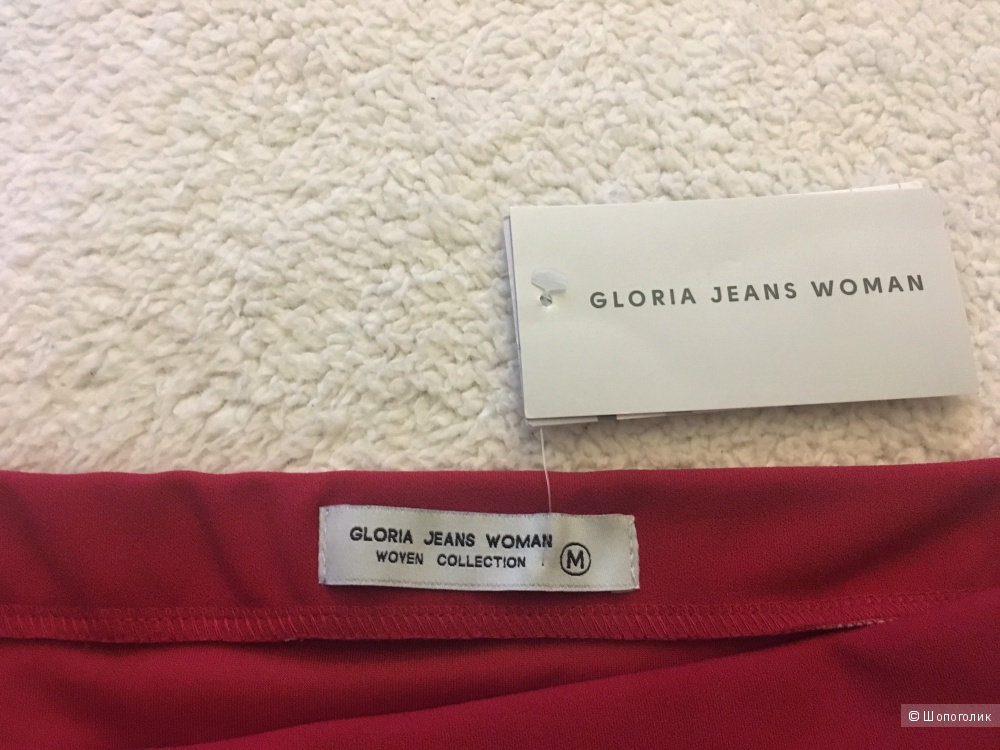 GLORIA JEANS WOMAN
GLORIA JEANS WOMAN
WOVEN COLLECTION
M
© Шопоголик